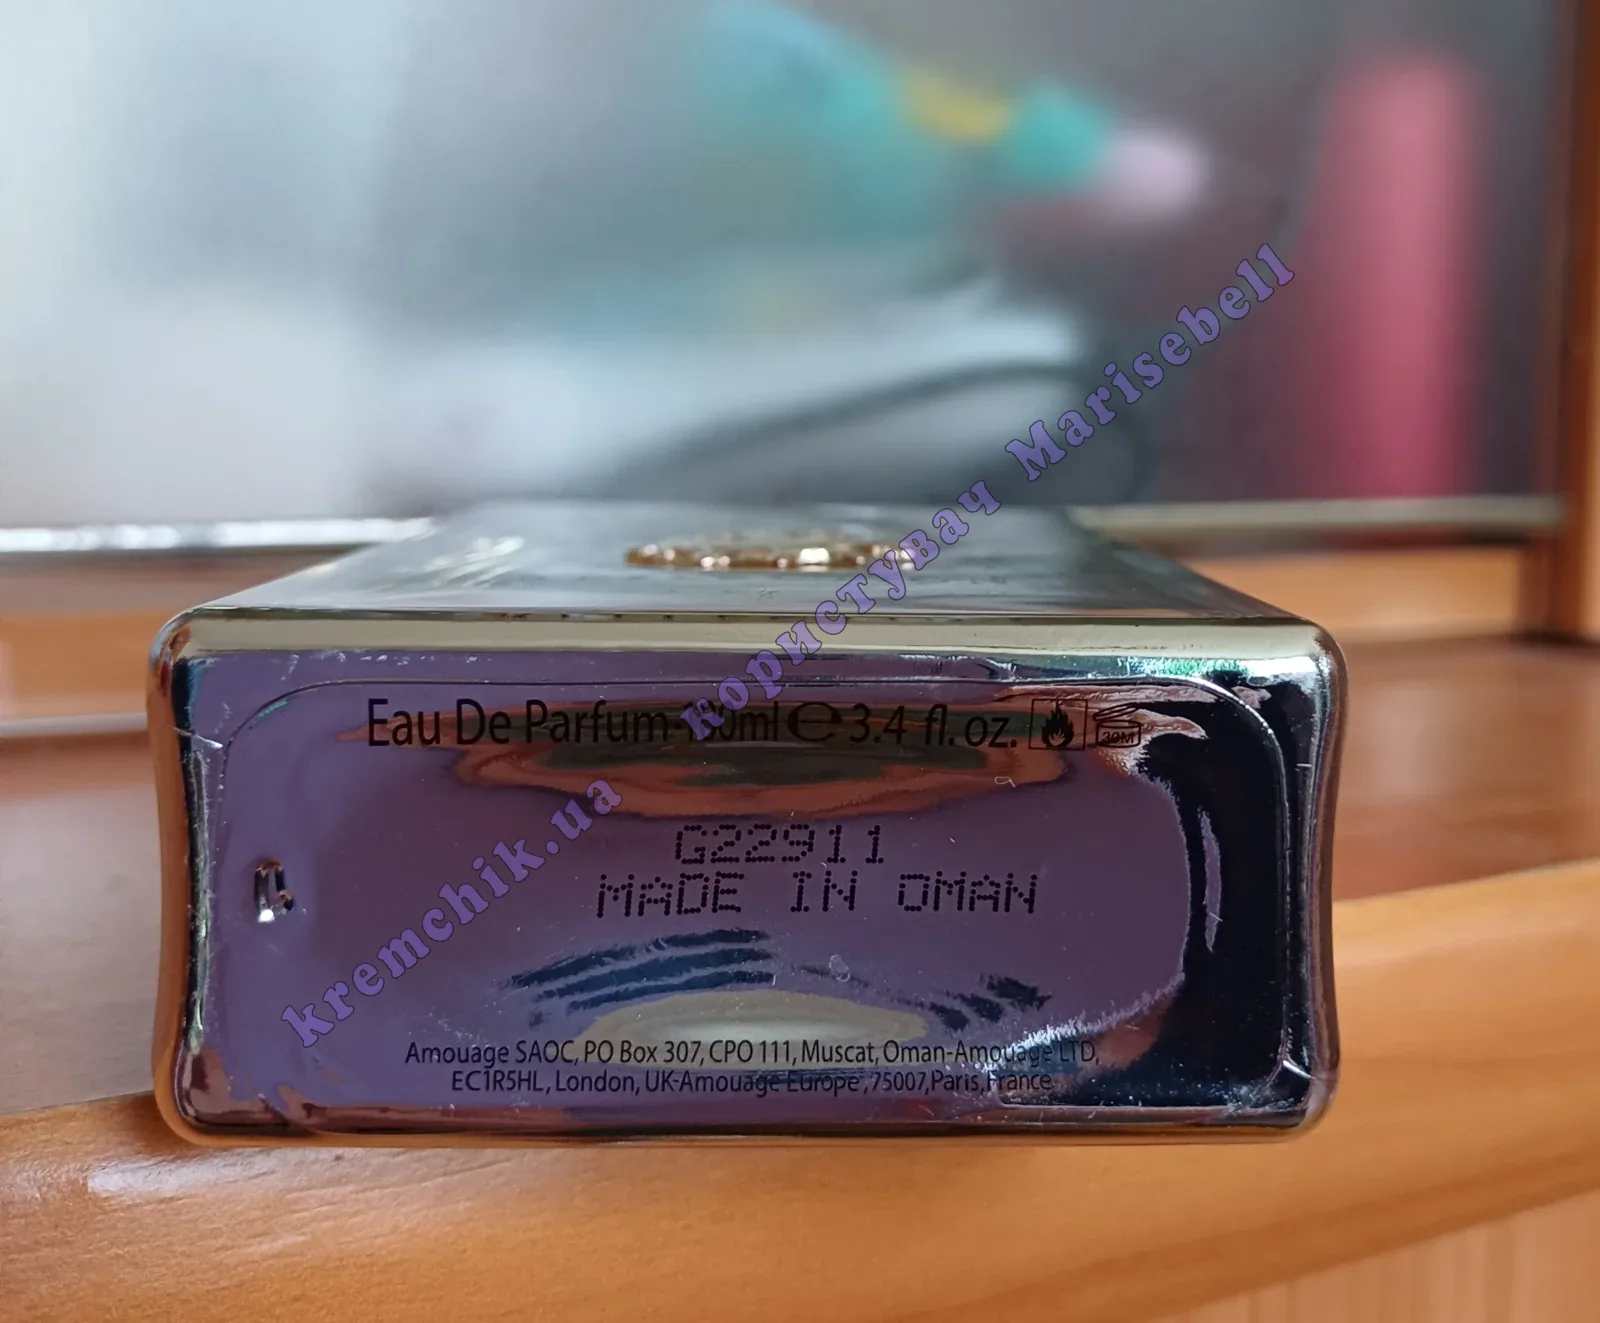 Eau De Parfum 100ml ℮ 3.4 fl. oz. 30M
G22911
MADE IN OMAN
Amouage SAOC, PO Box 307, CPO 111, Muscat, Oman-Amouage LTD,
EC1R5HL, London, UK-Amouage Europe, 75007, Paris, France
kremchik.ua користувач Marisebell